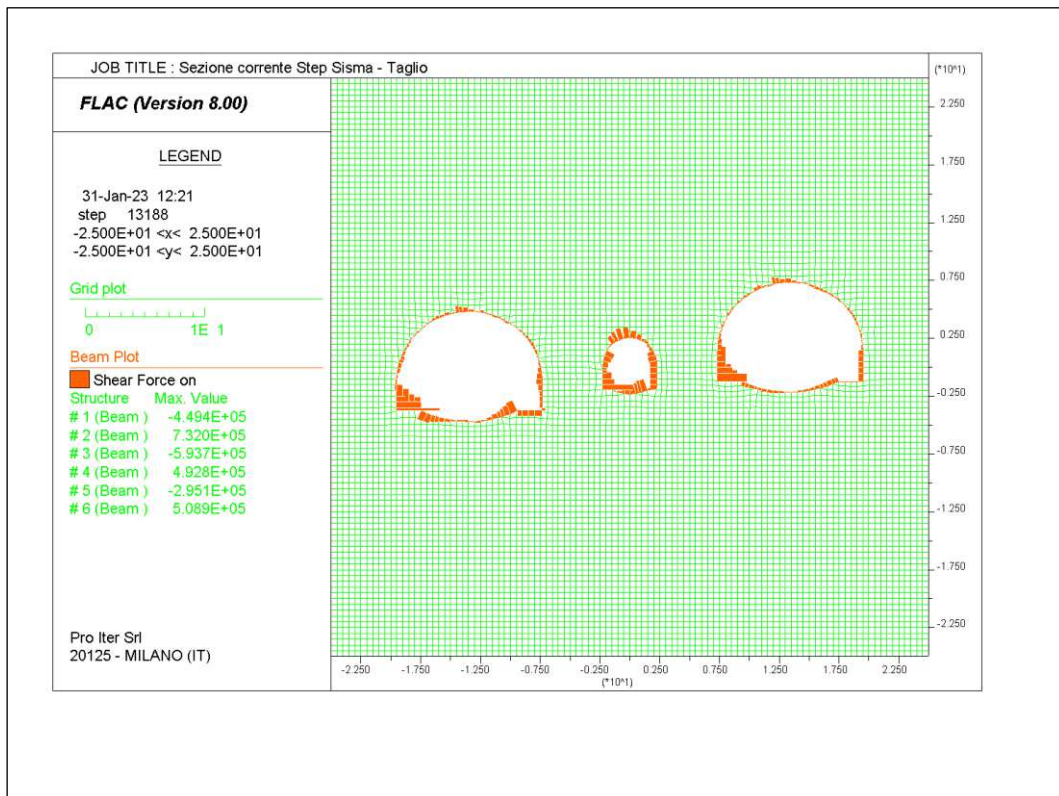 JOB TITLE : Sezione corrente Step Sisma - Taglio
(*10^1)
FLAC (Version 8.00)
LEGEND
31-Jan-23 12:21
step 13188
-2.500E+01 <x< 2.500E+01
-2.500E+01 <y< 2.500E+01
Grid plot
0 1E 1
Beam Plot
Shear Force on
Structure Max. Value
# 1 (Beam ) -4.494E+05
# 2 (Beam ) 7.320E+05
# 3 (Beam ) -5.937E+05
# 4 (Beam ) 4.928E+05
# 5 (Beam ) -2.951E+05
# 6 (Beam ) 5.089E+05
Pro Iter Srl
20125 - MILANO (IT)
2.250
1.750
1.250
0.750
0.250
-0.250
-0.750
-1.250
-1.750
-2.250
-2.250 -1.750 -1.250 -0.750 -0.250 0.250 0.750 1.250 1.750 2.250
(*10^1)